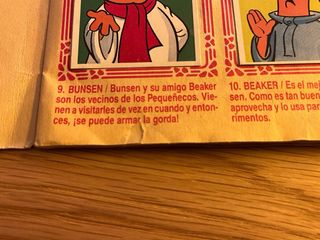 9. BUNSEN / Bunsen y su amigo Beaker
son los vecinos de los Pequeñecos. Vie-
nen a visitarles de vez en cuando y enton-
ces, ¡se puede armar la gorda!
10. BEAKER / Es el mej
sen. Como es tan buen
aprovecha y lo usa par
rimentos.